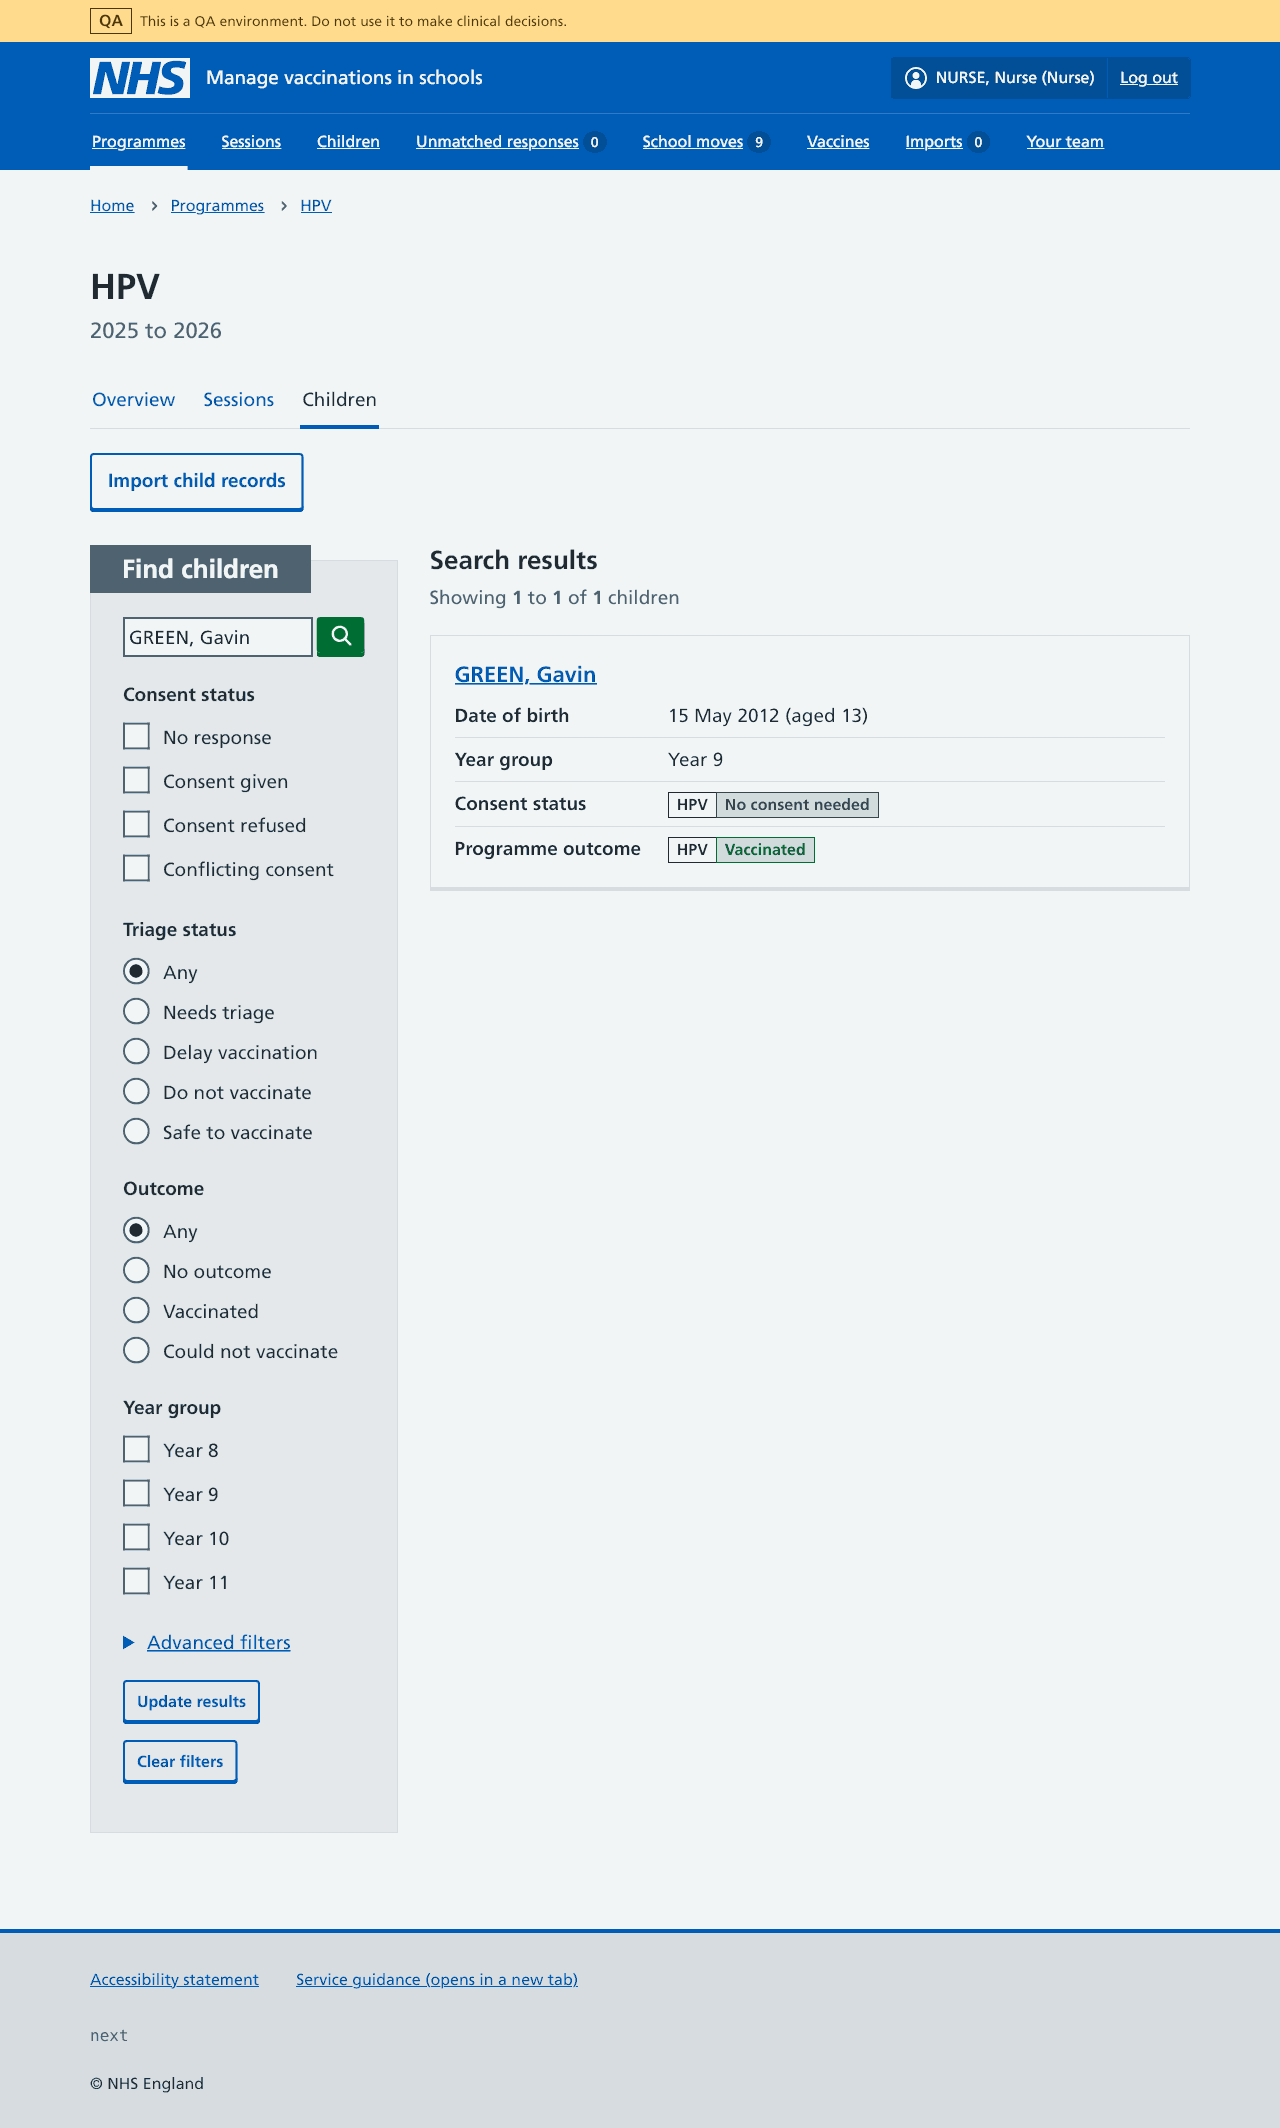 QA This is a QA environment. Do not use it to make clinical decisions.
NHS Manage vaccinations in schools NURSE, Nurse (Nurse) Log out
Programmes Sessions Children Unmatched responses 0 School moves 9 Vaccines Imports 0 Your team
Home Programmes HPV
HPV
2025 to 2026
Overview Sessions Children
Import child records
Find children
GREEN, Gavin
Consent status
No response
Consent given
Consent refused
Conflicting consent
Triage status
Any
Needs triage
Delay vaccination
Do not vaccinate
Safe to vaccinate
Outcome
Any
No outcome
Vaccinated
Could not vaccinate
Year group
Year 8
Year 9
Year 10
Year 11
Advanced filters
Update results
Clear filters
Search results
Showing 1 to 1 of 1 children
GREEN, Gavin
Date of birth 15 May 2012 (aged 13)
Year group Year 9
Consent status HPV No consent needed
Programme outcome HPV Vaccinated
Accessibility statement Service guidance (opens in a new tab)
next
© NHS England